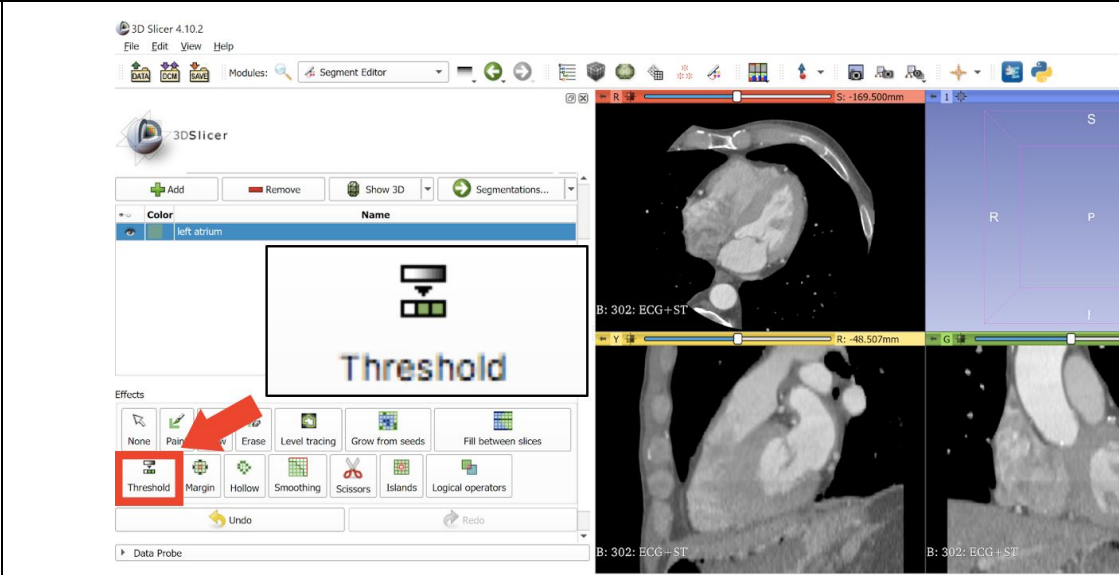 3D Slicer 4.10.2
File Edit View Help
DATA DCM SAVE Modules: Segment Editor
R S: -169.500mm 1
3DSlicer
Add Remove Show 3D Segmentations...
Color Name
left atrium
Threshold
S
R P
I
B: 302: ECG+ST
Y R: -48.507mm G
Effects
None Erase Level tracing Grow from seeds Fill between slices
Threshold Margin Hollow Smoothing Scissors Islands Logical operators
Undo Redo
Data Probe
B: 302: ECG+ST B: 302: ECG+ST